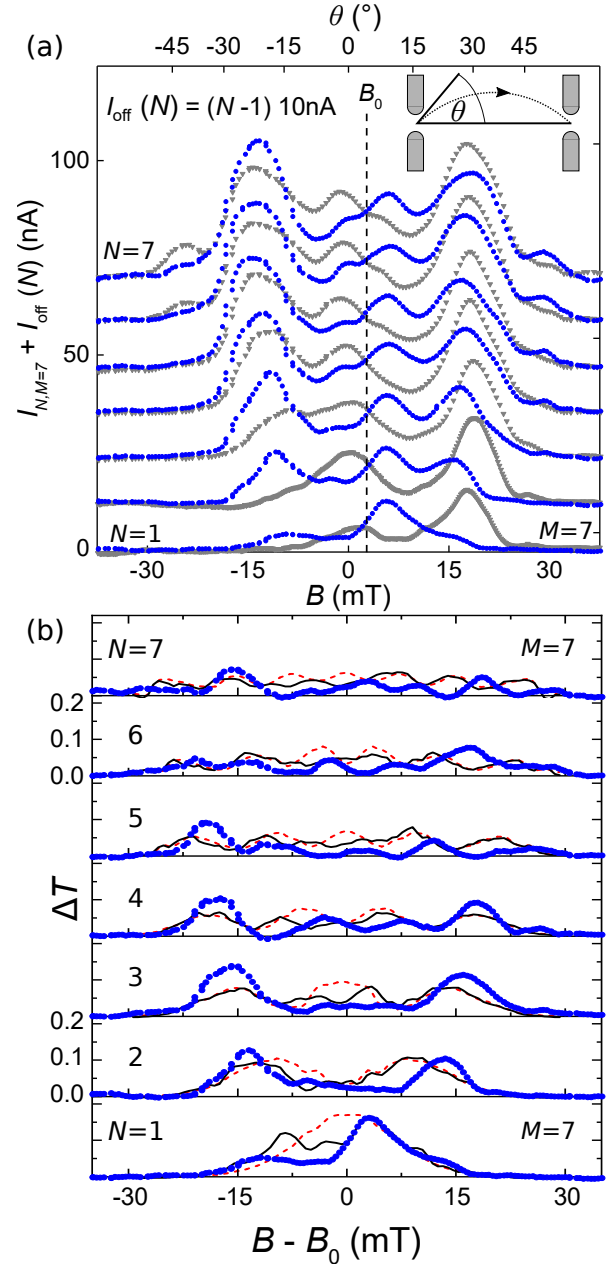 (a)
θ (°)
-45 -30 -15 0 15 30 45
I_off (N) = (N -1) 10nA
B_0
θ
100
50
0
I_{N,M=7} + I_off (N) (nA)
N=7
N=1
M=7
-30 -15 0 15 30
B (mT)
(b)
N=7
M=7
0.2
0.1
0.0
6
5
4
3
0.2
0.1
0.0
2
N=1
M=7
ΔT
-30 -15 0 15 30
B - B_0 (mT)